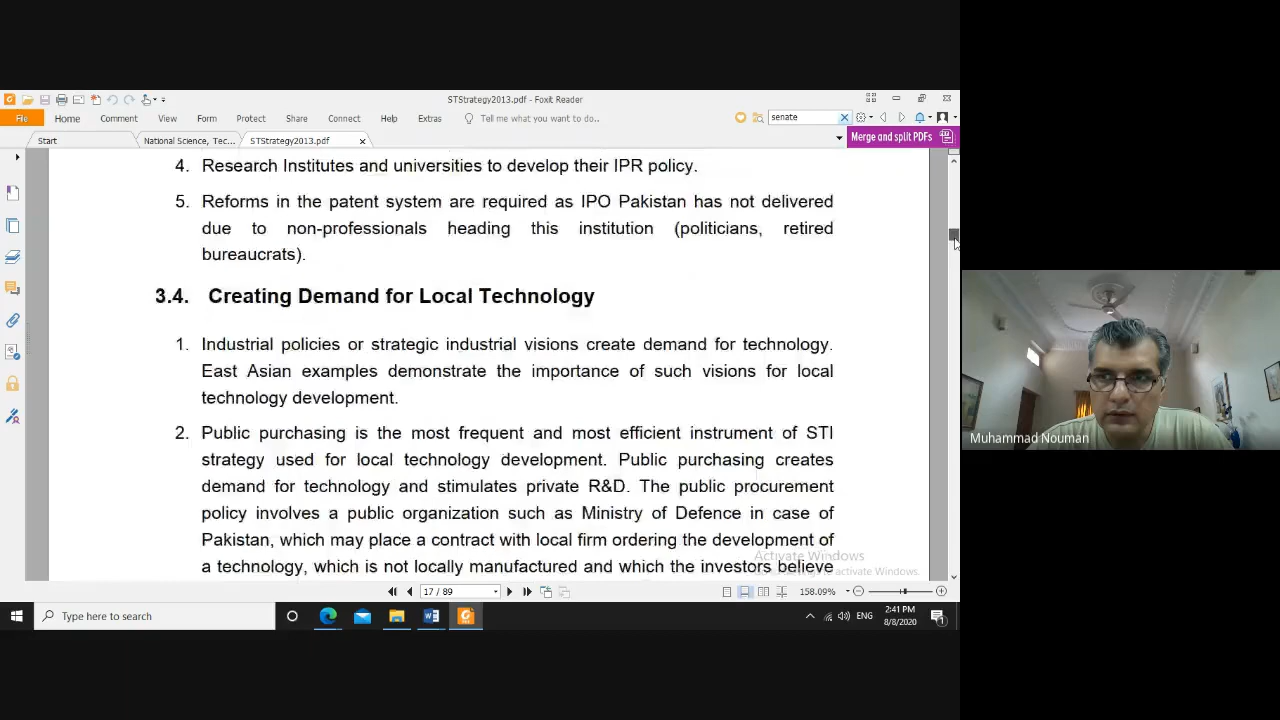 STStrategy2013.pdf - Foxit Reader
File Home Comment View Form Protect Share Connect Help Extras Tell me what you want to do.. senate
Start National Science, Tec... STStrategy2013.pdf Merge and split PDFs
4. Research Institutes and universities to develop their IPR policy.
5. Reforms in the patent system are required as IPO Pakistan has not delivered
due to non-professionals heading this institution (politicians, retired
bureaucrats).
3.4. Creating Demand for Local Technology
1. Industrial policies or strategic industrial visions create demand for technology.
East Asian examples demonstrate the importance of such visions for local
technology development.
2. Public purchasing is the most frequent and most efficient instrument of STI
strategy used for local technology development. Public purchasing creates
demand for technology and stimulates private R&D. The public procurement
policy involves a public organization such as Ministry of Defence in case of
Pakistan, which may place a contract with local firm ordering the development of
a technology, which is not locally manufactured and which the investors believe
Activate Windows
activate Windows.
17 / 89 158.09%
Type here to search
ENG
2:41 PM
8/8/2020
Muhammad Nouman